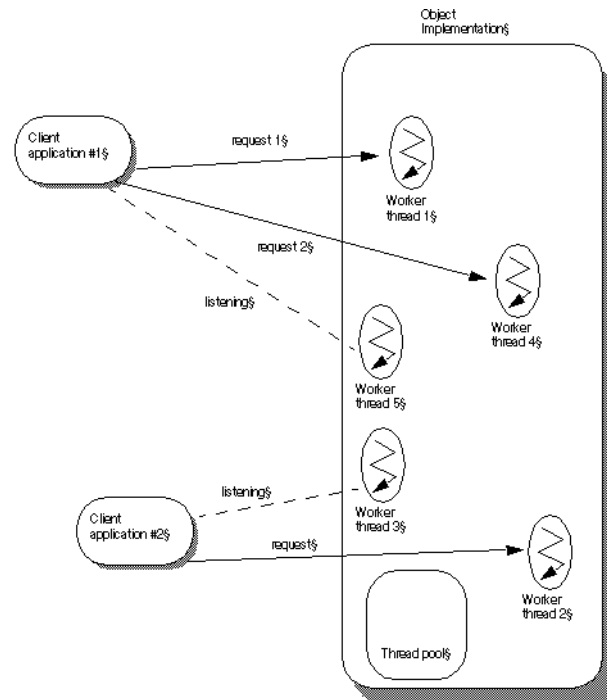 Object
Implementation§
Client
application #1§
request 1§
Worker
thread 1§
request 2§
Worker
thread 4§
listening§
Worker
thread 5§
listening§
Worker
thread 3§
Client
application #2§
request§
Worker
thread 2§
Thread pool§